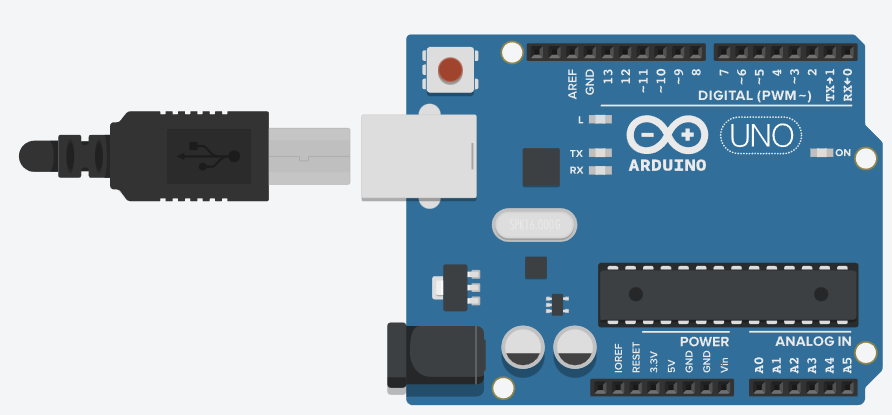 AREF
GND
13
12
~11
~10
~9
8
7
~6
~5
4
~3
2
TX→1
RX←0
DIGITAL (PWM~)
L
TX
RX
ARDUINO
UNO
ON
SPK16.000G
POWER
ANALOG IN
IOREF
RESET
3.3V
5V
GND
GND
Vin
A0
A1
A2
A3
A4
A5